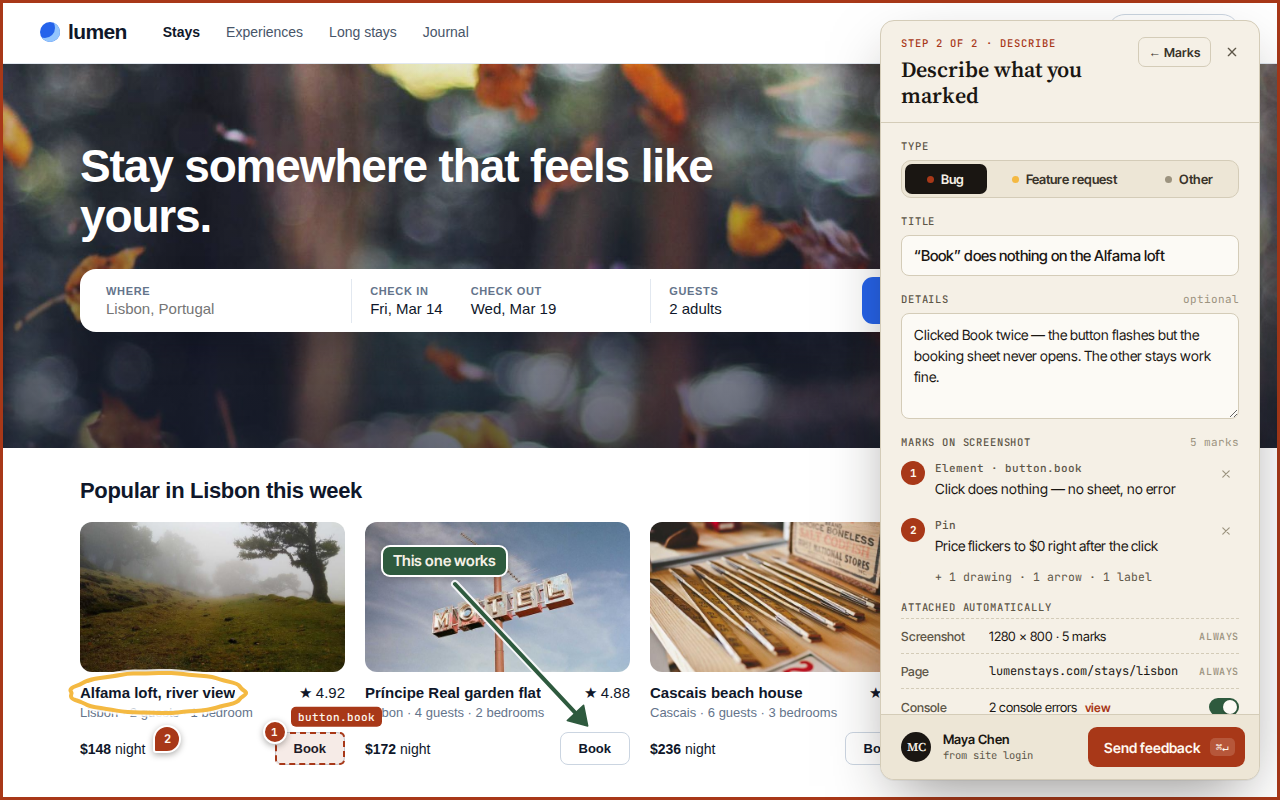 lumen
Stays
Experiences
Long stays
Journal
Stay somewhere that feels like
yours.
WHERE
Lisbon, Portugal
CHECK IN
Fri, Mar 14
CHECK OUT
Wed, Mar 19
GUESTS
2 adults
Popular in Lisbon this week
This one works
MOTEL
BONELESS
Alfama loft, river view
★ 4.92
button.book
1
2
$148 night
Book
Príncipe Real garden flat
★ 4.88
4 guests · 2 bedrooms
$172 night
Book
Cascais beach house
★
Cascais · 6 guests · 3 bedrooms
$236 night
STEP 2 OF 2 · DESCRIBE
Describe what you
marked
← Marks
×
TYPE
Bug
Feature request
Other
TITLE
“Book” does nothing on the Alfama loft
DETAILS
optional
Clicked Book twice — the button flashes but the
booking sheet never opens. The other stays work
fine.
MARKS ON SCREENSHOT
5 marks
1
Element · button.book
Click does nothing — no sheet, no error
×
2
Pin
Price flickers to $0 right after the click
×
+ 1 drawing · 1 arrow · 1 label
ATTACHED AUTOMATICALLY
Screenshot
1280 × 800 · 5 marks
ALWAYS
Page
lumenstays.com/stays/lisbon
ALWAYS
Console
2 console errors view
MC
Maya Chen
from site login
Send feedback ⌘↵